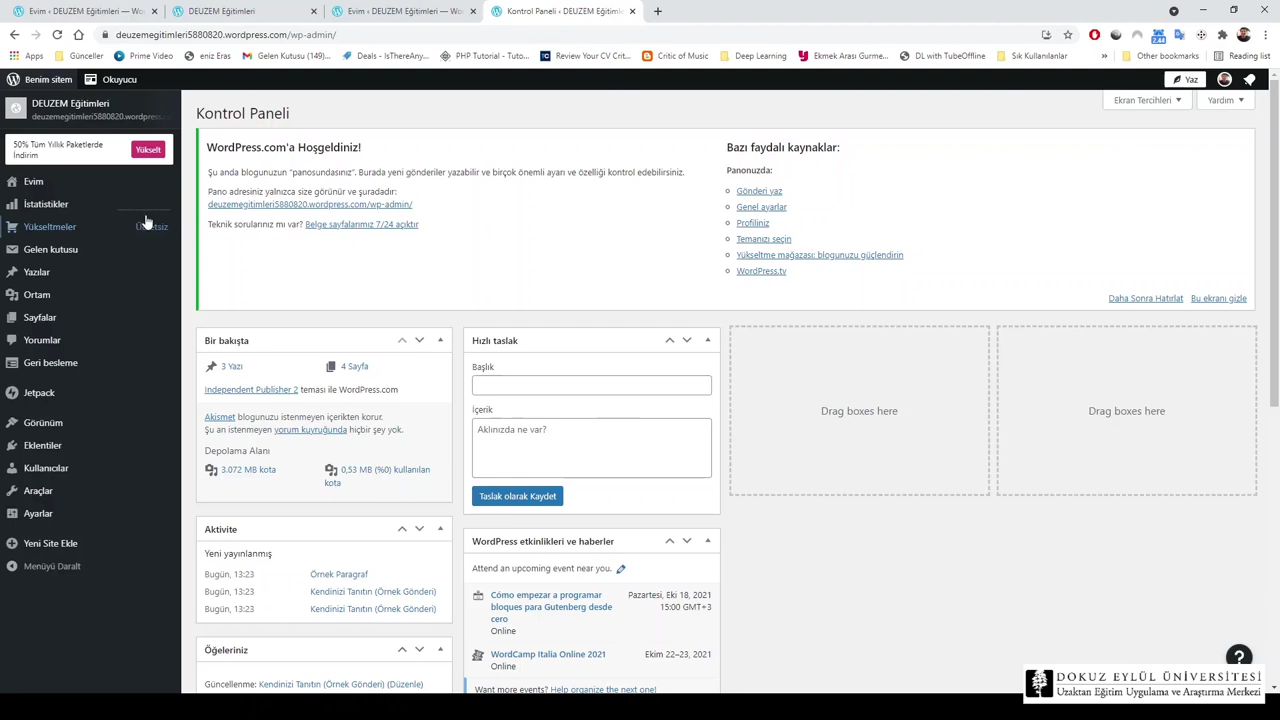 Evim ‹ DEUZEM Eğitimleri — W...
DEUZEM Eğitimleri
Evim ‹ DEUZEM Eğitimleri — W...
Kontrol Paneli ‹ DEUZEM Eğitiml...
deuzemegitimleri5880820.wordpress.com/wp-admin/
2.44
Apps
Günceller
Prime Video
eniz Eras
Gelen Kutusu (149)...
Deals - IsThereAny...
PHP Tutorial - Tuto...
Review Your CV Crit...
Critic of Music
Deep Learning
Ekmek Arası Gurme...
DL with TubeOffline
Sık Kullanılanlar
»
Other bookmarks
Reading list
Benim sitem
Okuyucu
Yaz
DEUZEM Eğitimleri
deuzemegitimleri5880820.wordpress.co
Ekran Tercihleri
Yardım
Kontrol Paneli
50% Tüm Yıllık Paketlerde
İndirim
Yükselt
Evim
İstatistikler
Yükseltmeler
Gelen kutusu
Yazılar
Ortam
Sayfalar
Yorumlar
Geri besleme
Jetpack
Görünüm
Eklentiler
Kullanıcılar
Araçlar
Ayarlar
Yeni Site Ekle
Menüyü Daralt
WordPress.com'a Hoşgeldiniz!
Şu anda blogunuzun "panosundasınız". Burada yeni gönderiler yazabilir ve birçok önemli ayarı ve özelliği kontrol edebilirsiniz.
Pano adresiniz yalnızca size görünür ve şuradadır:
deuzemegitimleri5880820.wordpress.com/wp-admin/
Teknik sorularınız mı var? Belge sayfalarımız 7/24 açıktır
Bazı faydalı kaynaklar:
Panonuzda:
Gönderi yaz
Genel ayarlar
Profiliniz
Temanızı seçin
Yükseltme mağazası: blogunuzu güçlendirin
WordPress.tv
Daha Sonra Hatırlat
Bu ekranı gizle
Bir bakışta
3 Yazı
4 Sayfa
Independent Publisher 2 teması ile WordPress.com
Akismet blogunuzu istenmeyen içerikten korur.
Şu an istenmeyen yorum kuyruğunda hiçbir şey yok.
Depolama Alanı
3.072 MB kota
0,53 MB (%0) kullanılan
kota
Aktivite
Yeni yayınlanmış
Bugün, 13:23 Örnek Paragraf
Bugün, 13:23 Kendinizi Tanıtın (Örnek Gönderi)
Bugün, 13:23 Kendinizi Tanıtın (Örnek Gönderi)
Öğeleriniz
Güncellenme: Kendinizi Tanıtın (Örnek Gönderi) (Düzenle)
Hızlı taslak
Başlık
İçerik
Aklınızda ne var?
Taslak olarak Kaydet
WordPress etkinlikleri ve haberler
Attend an upcoming event near you.
Cómo empezar a programar
bloques para Gutenberg desde
cero
Online
Pazartesi, Eki 18, 2021
15:00 GMT+3
WordCamp Italia Online 2021
Online
Ekim 22–23, 2021
Want more events? Help organize the next one!
Drag boxes here
Drag boxes here
?
DOKUZ EYLÜL ÜNİVERSİTESİ
Uzaktan Eğitim Uygulama ve Araştırma Merkezi